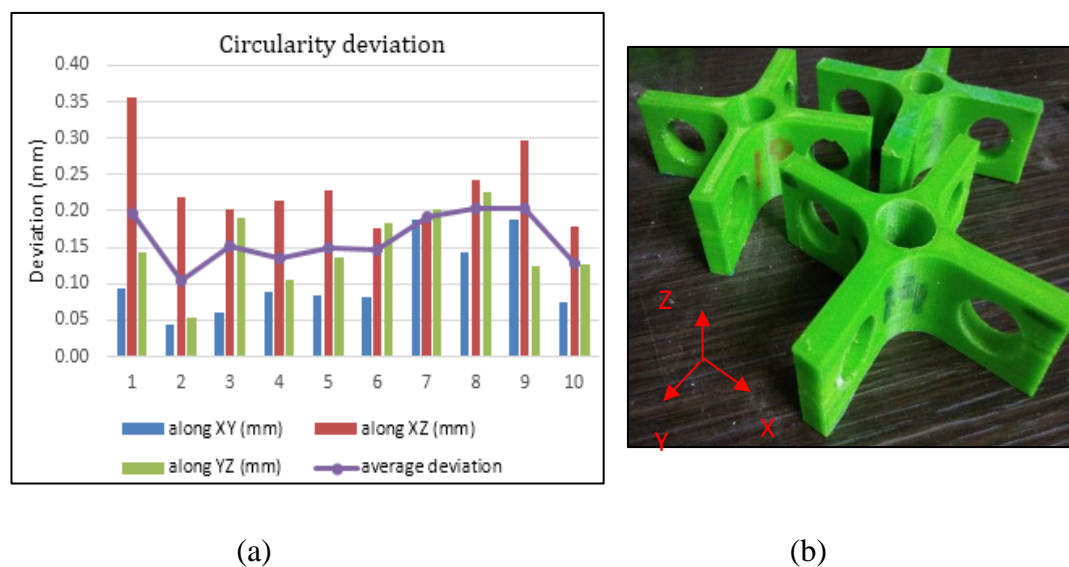 Circularity deviation
0.40
0.35
0.30
0.25
0.20
0.15
0.10
0.05
0.00
Deviation (mm)
1 2 3 4 5 6 7 8 9 10
along XY (mm) along XZ (mm)
along YZ (mm) average deviation
Z
X
Y
(a) (b)